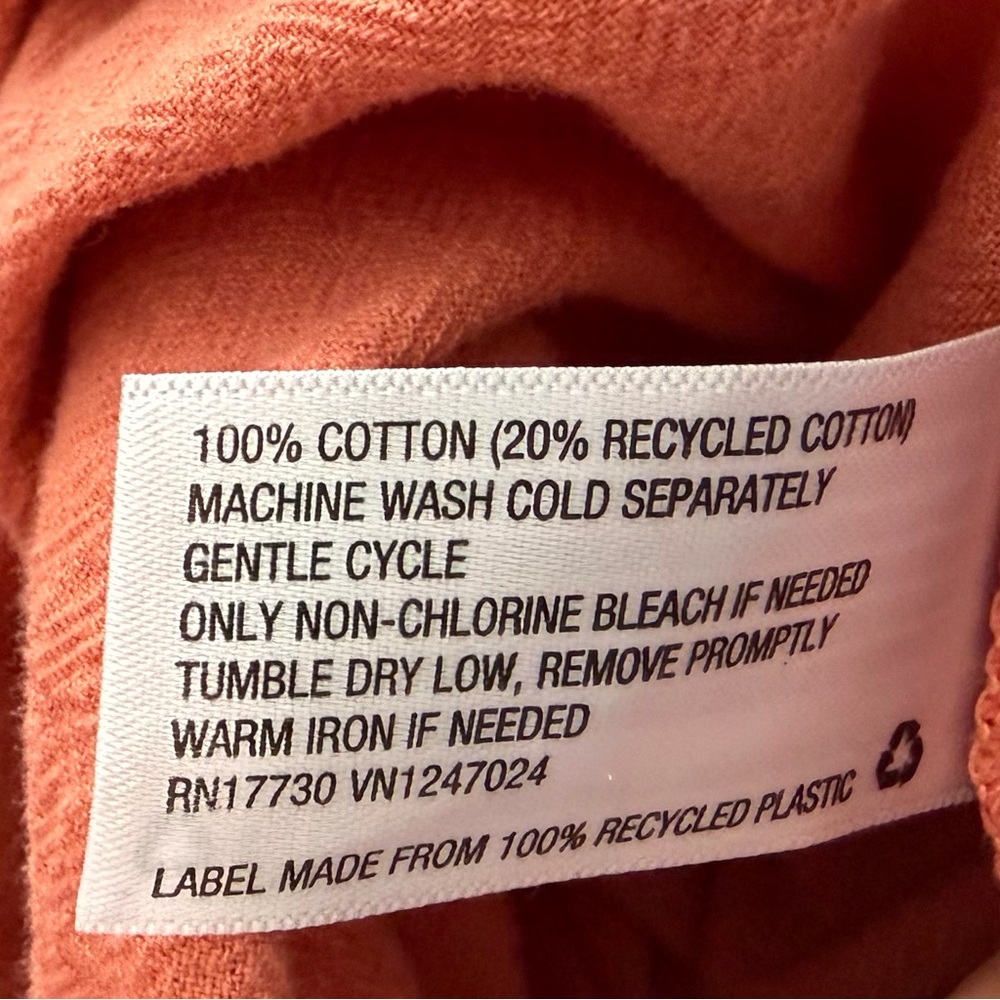 100% COTTON (20% RECYCLED COTTON)
MACHINE WASH COLD SEPARATELY
GENTLE CYCLE
ONLY NON-CHLORINE BLEACH IF NEEDED
TUMBLE DRY LOW, REMOVE PROMPTLY
WARM IRON IF NEEDED
RN17730 VN1247024
LABEL MADE FROM 100% RECYCLED PLASTIC